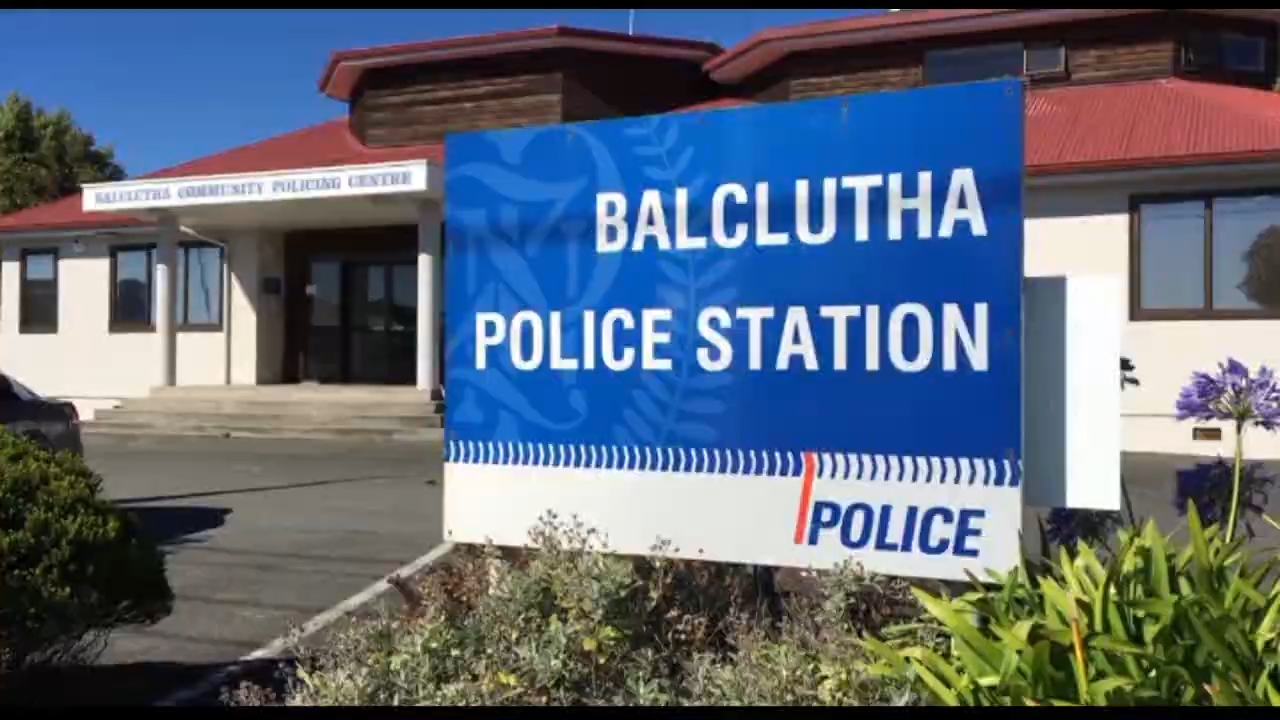 BALCLUTHA COMMUNITY POLICING CENTRE
BALCLUTHA
POLICE STATION
POLICE